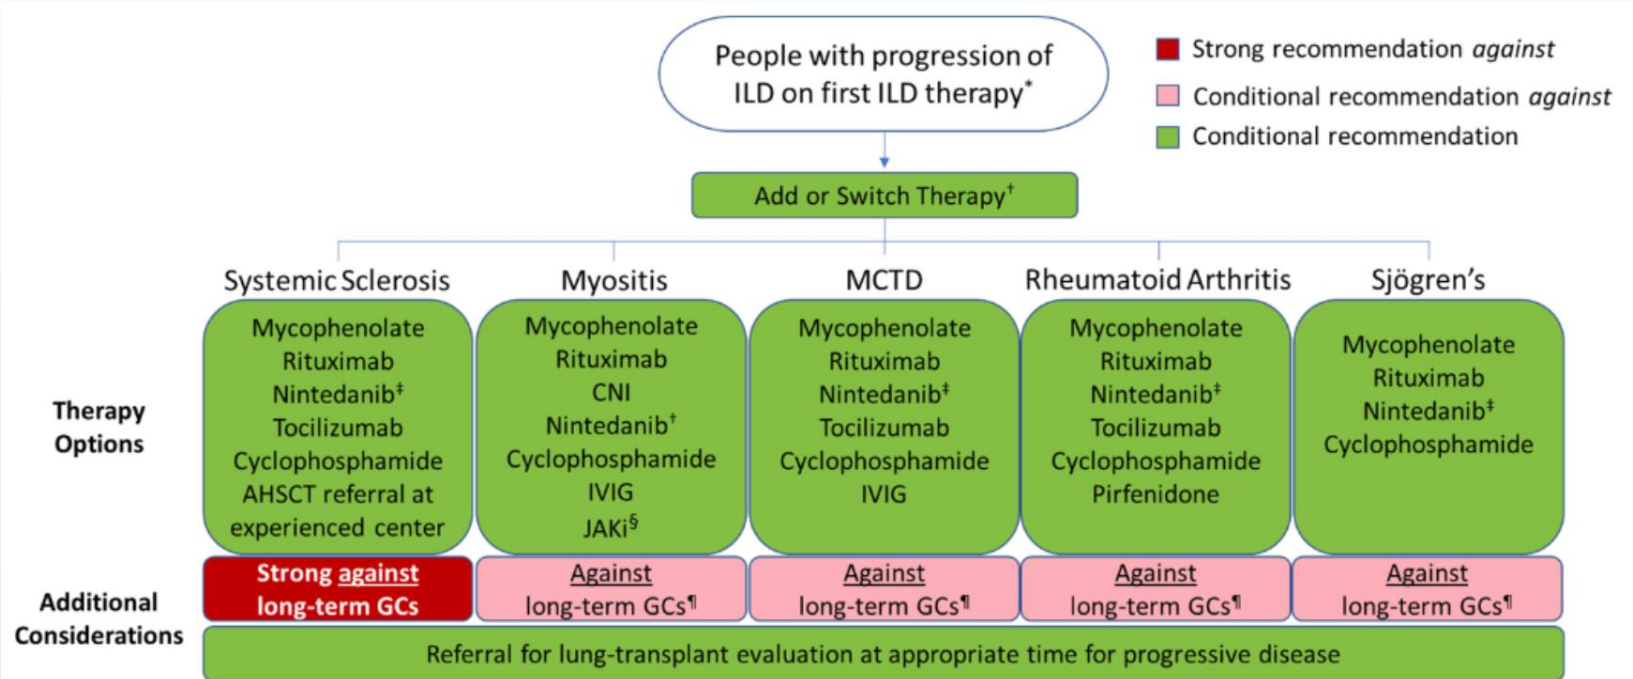 People with progression of
ILD on first ILD therapy*
Strong recommendation against
Conditional recommendation against
Conditional recommendation
Add or Switch Therapy†
Systemic Sclerosis
Myositis
MCTD
Rheumatoid Arthritis
Sjögren’s
Therapy
Options
Mycophenolate
Rituximab
Nintedanib‡
Tocilizumab
Cyclophosphamide
AHSCT referral at
experienced center
Mycophenolate
Rituximab
CNI
Nintedanib†
Cyclophosphamide
IVIG
JAKi§
Mycophenolate
Rituximab
Nintedanib‡
Tocilizumab
Cyclophosphamide
IVIG
Mycophenolate
Rituximab
Nintedanib‡
Tocilizumab
Cyclophosphamide
Pirfenidone
Mycophenolate
Rituximab
Nintedanib‡
Cyclophosphamide
Additional
Considerations
Strong against
long-term GCs
Against
long-term GCs¶
Against
long-term GCs¶
Against
long-term GCs¶
Against
long-term GCs¶
Referral for lung-transplant evaluation at appropriate time for progressive disease